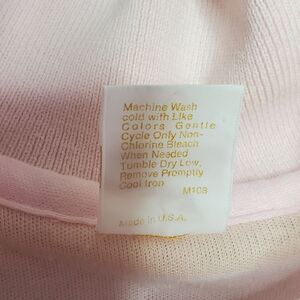 Machine Wash
cold with Like
Colors Gentle
Cycle Only Non-
Chlorine Bleach
When Needed
Tumble Dry Low,
Remove Promptly
Cool Iron
M108
Made in U.S.A.